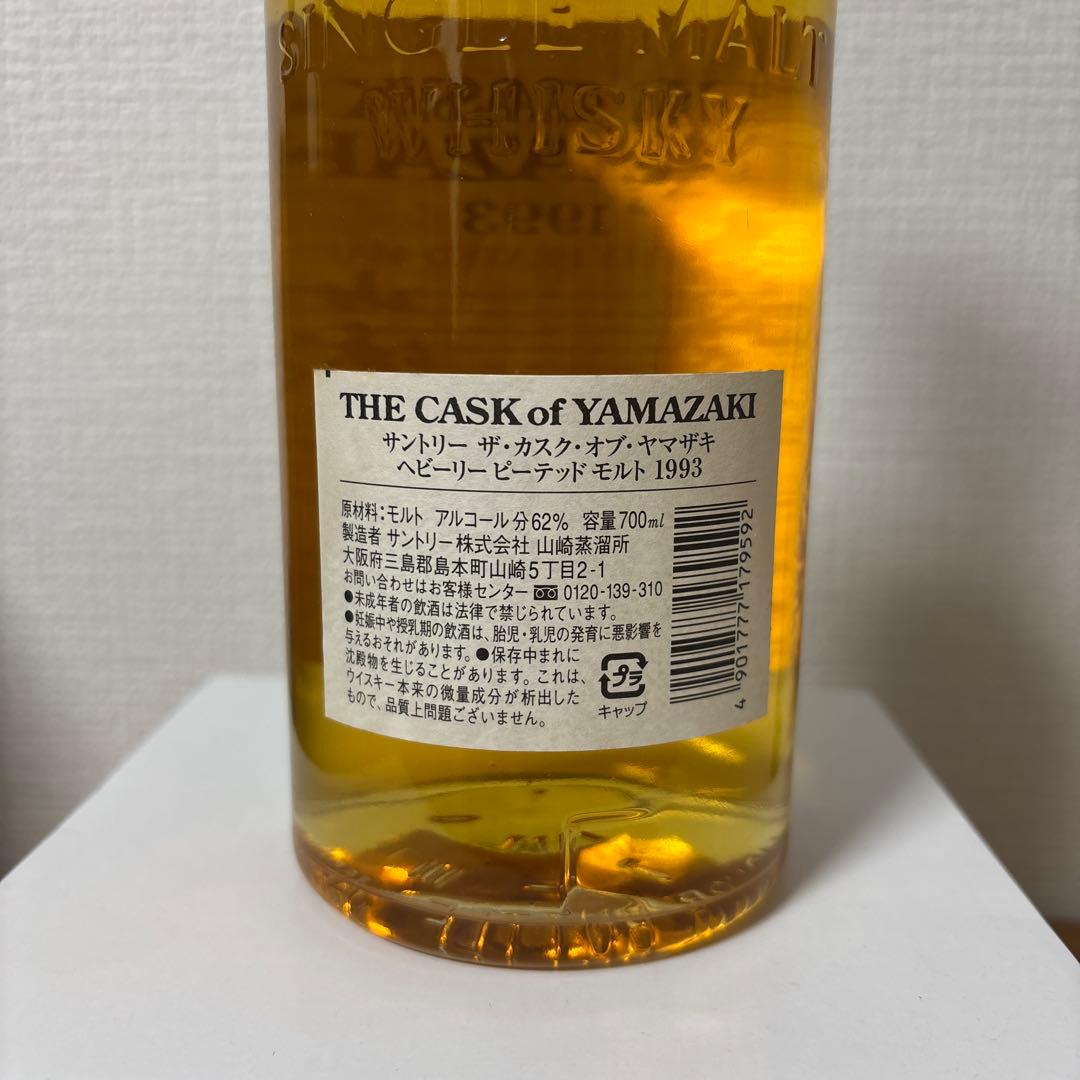 SINGLE MALT
WHISKY
1993
THE CASK of YAMAZAKI
サントリー ザ・カスク・オブ・ヤマザキ
ヘビーリー ピーテッド モルト 1993
原材料:モルト アルコール分62% 容量700ml
製造者 サントリー株式会社 山崎蒸溜所
大阪府三島郡島本町山崎5丁目2-1
お問い合わせはお客様センター 0120-139-310
●未成年者の飲酒は法律で禁じられています。
●妊娠中や授乳期の飲酒は、胎児・乳児の発育に悪影響を
与えるおそれがあります。●保存中まれに
沈殿物を生じることがあります。これは、
ウイスキー本来の微量成分が析出した
もので、品質上問題ございません。
プラ
キャップ
4 901777 179592